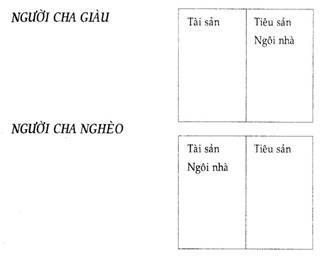 NGƯỜI CHA GIÀU
Tài sản
Tiêu sản
Ngôi nhà
NGƯỜI CHA NGHÈO
Tài sản
Tiêu sản
Ngôi nhà